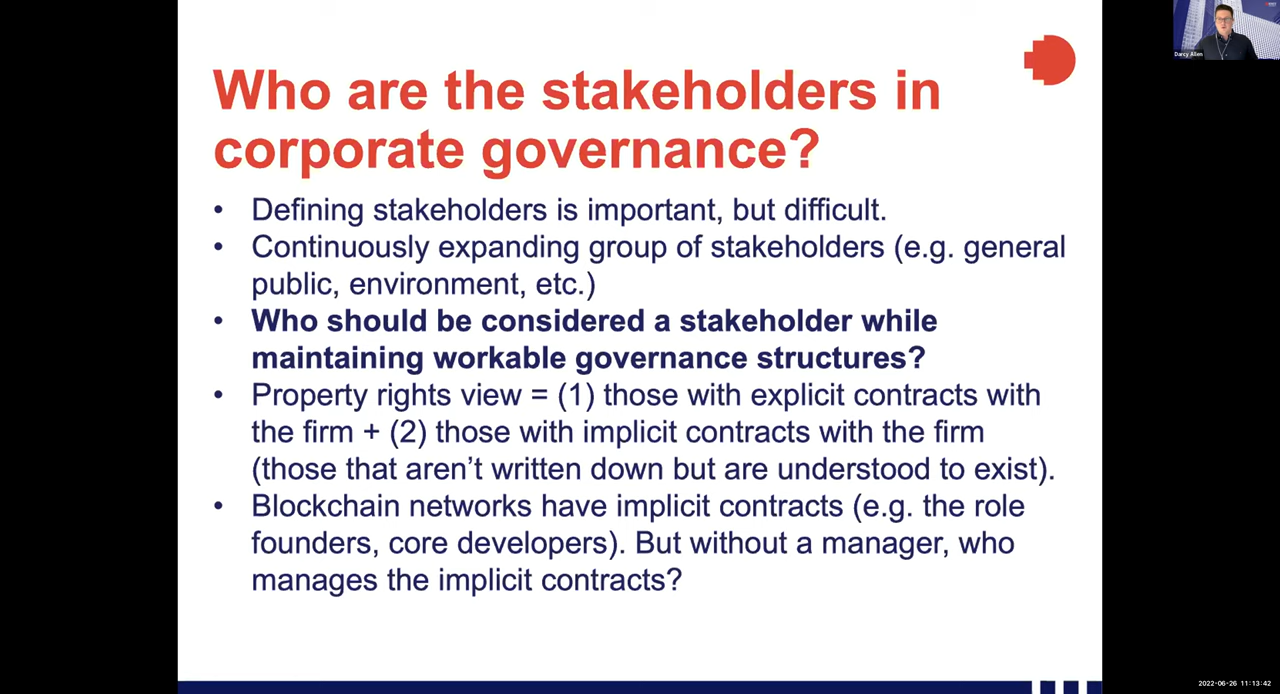 Who are the stakeholders in
corporate governance?
• Defining stakeholders is important, but difficult.
• Continuously expanding group of stakeholders (e.g. general
public, environment, etc.)
• Who should be considered a stakeholder while
maintaining workable governance structures?
• Property rights view = (1) those with explicit contracts with
the firm + (2) those with implicit contracts with the firm
(those that aren’t written down but are understood to exist).
• Blockchain networks have implicit contracts (e.g. the role
founders, core developers). But without a manager, who
manages the implicit contracts?
Darcy Allen
2022-06-26 11:13:42